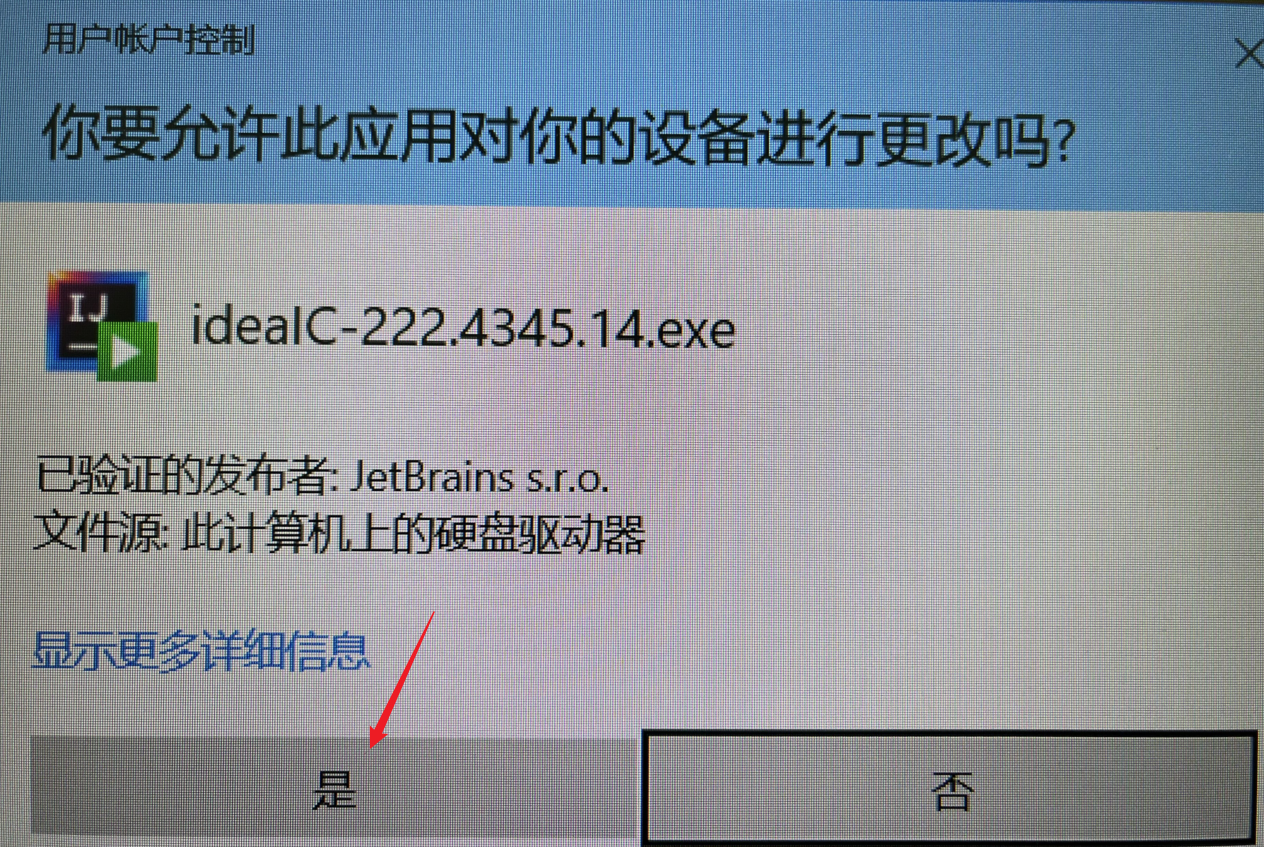 用户帐户控制
你要允许此应用对你的设备进行更改吗?
IJ
idealC-222.4345.14.exe
已验证的发布者: JetBrains s.r.o.
文件源: 此计算机上的硬盘驱动器
显示更多详细信息
是
否